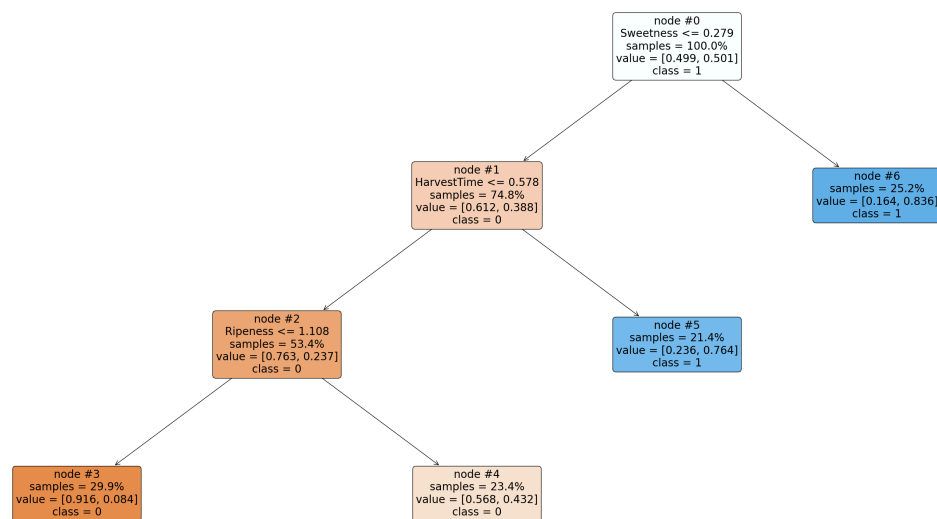 node #0
Sweetness <= 0.279
samples = 100.0%
value = [0.499, 0.501]
class = 1
node #1
HarvestTime <= 0.578
samples = 74.8%
value = [0.612, 0.388]
class = 0
node #6
samples = 25.2%
value = [0.164, 0.836]
class = 1
node #2
Ripeness <= 1.108
samples = 53.4%
value = [0.763, 0.237]
class = 0
node #5
samples = 21.4%
value = [0.236, 0.764]
class = 1
node #3
samples = 29.9%
value = [0.916, 0.084]
class = 0
node #4
samples = 23.4%
value = [0.568, 0.432]
class = 0